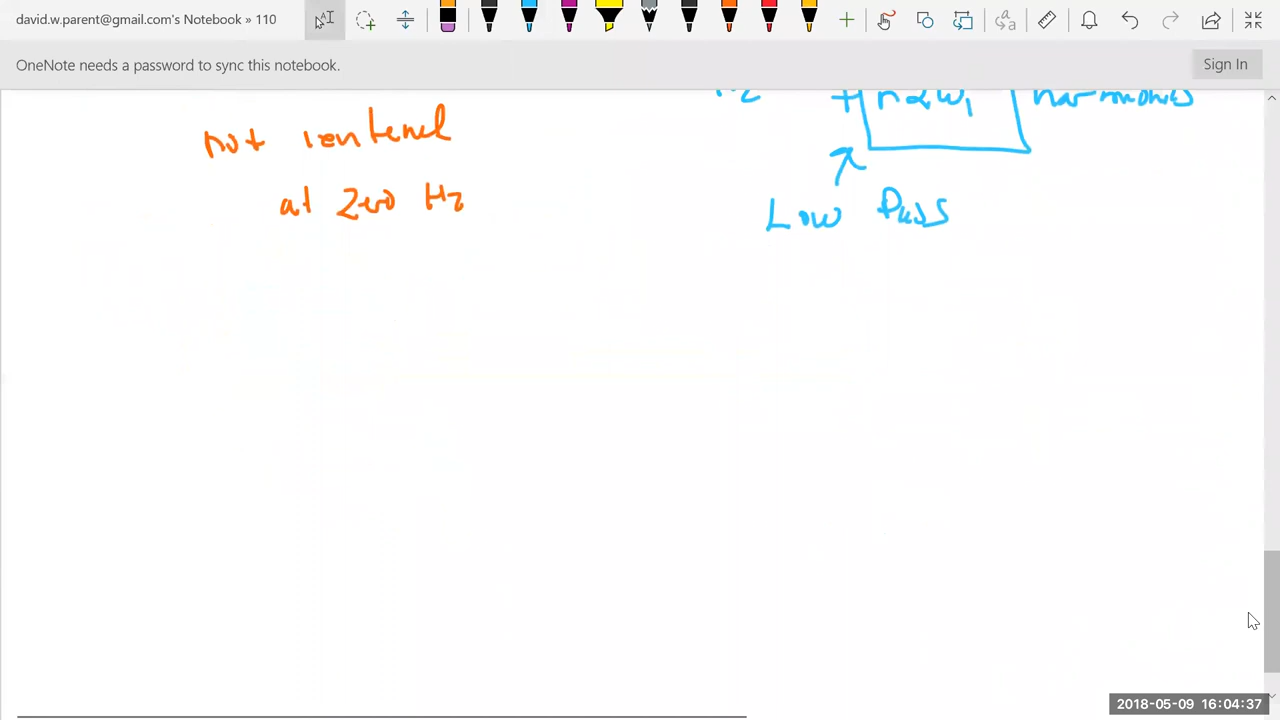 david.w.parent@gmail.com's Notebook » 110
OneNote needs a password to sync this notebook.
Sign In
not centered
at Zero Hz
Low Pass
2018-05-09 16:04:37